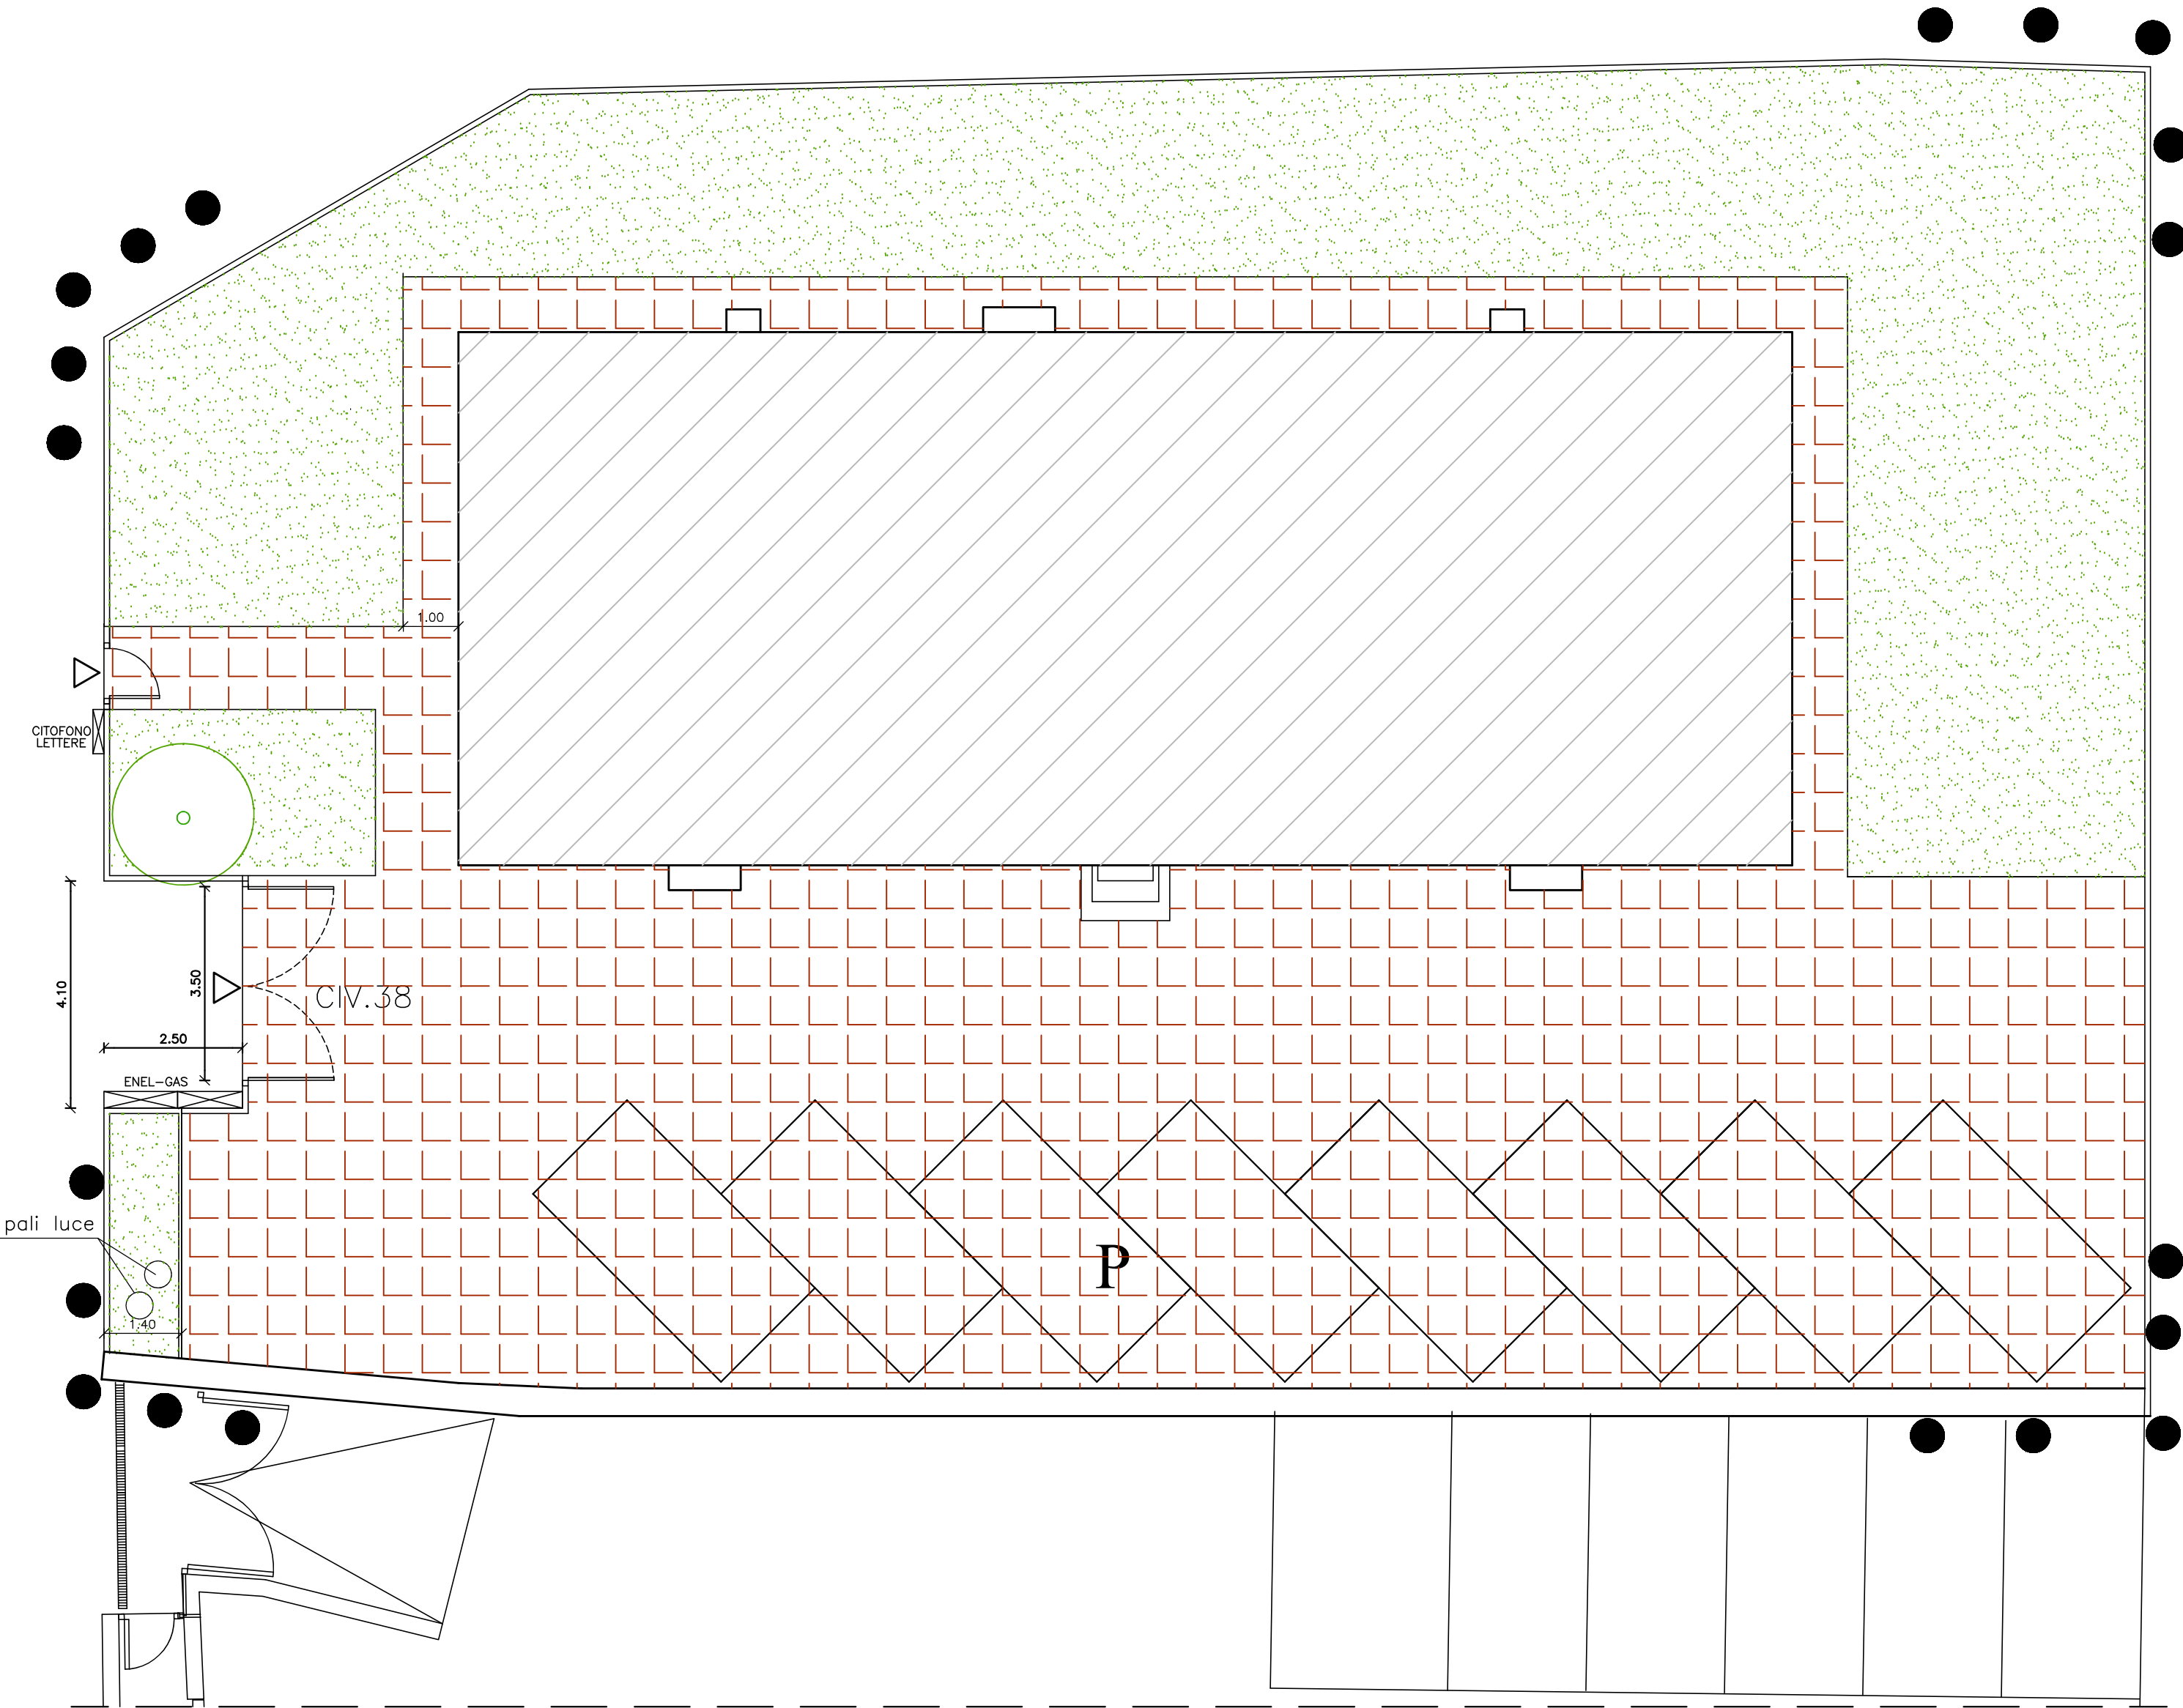 1.00
CITOFONO
LETTERE
4.10
3.50
CIV.38
2.50
ENEL-GAS
pali luce
P
1.40